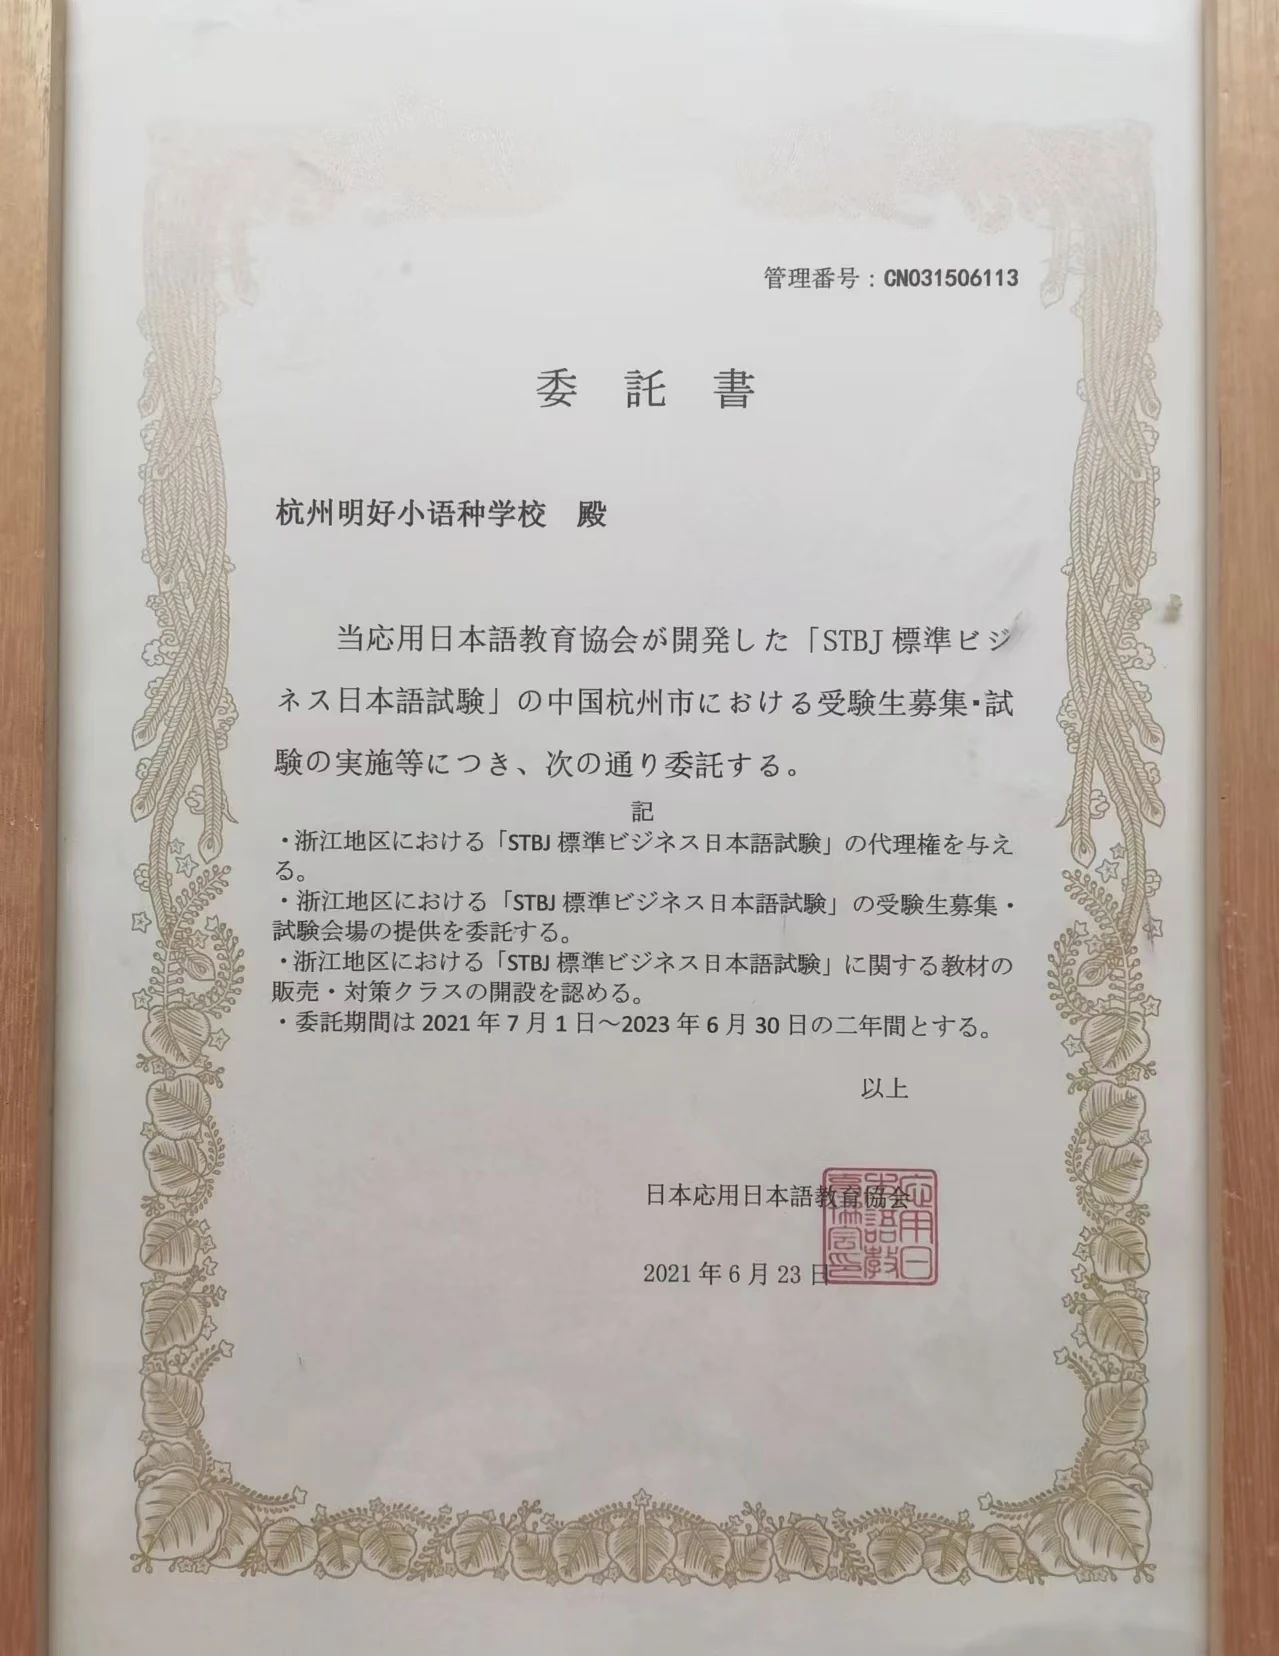 管理番号：CN031506113
委 託 書
杭州明好小语种学校　殿
当応用日本語教育協会が開発した「STBJ 標準ビジ
ネス日本語試験」の中国杭州市における受験生募集・試
験の実施等につき、次の通り委託する。
記
・浙江地区における「STBJ 標準ビジネス日本語試験」の代理権を与え
る。
・浙江地区における「STBJ 標準ビジネス日本語試験」の受験生募集・
試験会場の提供を委託する。
・浙江地区における「STBJ 標準ビジネス日本語試験」に関する教材の
販売・対策クラスの開設を認める。
・委託期間は 2021 年 7 月 1 日～2023 年 6 月 30 日の二年間とする。
以上
日本応用日本語教育協会
2021 年 6 月 23 日
応用日
本語教
育協会印